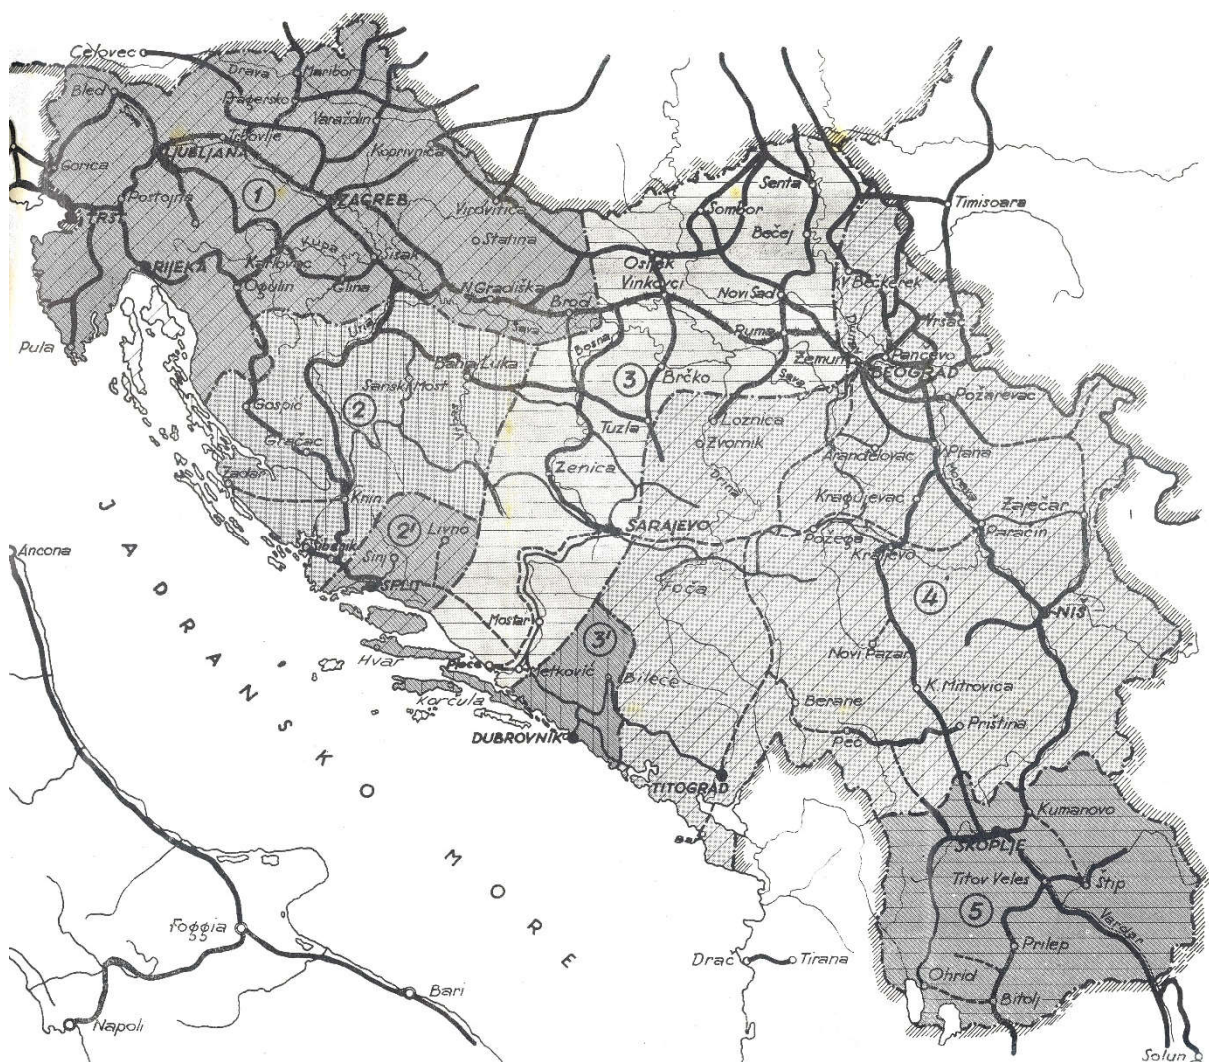 Celovec
Drava
Maribor
Bled
Pragersko
Varaždin
Trbovlje
LJUBLJANA
Koprivnica
Gorica
1
Postojna
ZAGREB
TRST
Virovitica
Slatina
Senta
Sombor
Timisoara
Bečej
Kupa
RIJEKA
Karlovac
Sisak
Osijek
Ogulin
Glina
N. Gradiška
Vinkovci
Novi Sad
V. Bečkerek
Brod
Sava
Una
Pula
Bosna
Ruma
Dunav
Vršac
Banja Luka
Zemun
Pančevo
BEOGRAD
Sanski Most
3
Brčko
Sava
Požarevac
Gospić
2
Vrbas
Tuzla
Loznica
Zvornik
Gračac
Aranđelovac
Plana
Zadar
Zenica
Drina
Morava
Knin
Kragujevac
Zaječar
2'
Livno
SARAJEVO
Požega
Paraćin
Šibenik
Sinj
Kraljevo
Ancona
SPLIT
Foča
4
NIŠ
Mostar
3'
Hvar
Ploče
Metković
Bileće
Novi Pazar
Korčula
K. Mitrovica
Berane
Priština
DUBROVNIK
Peć
TITOGRAD
Kumanovo
Bar
SKOPLJE
Titov Veles
Štip
5
Vardar
Foggia
Prilep
Drač
Tirana
Ohrid
Bari
Bitolj
Napoli
Solun
JADRANSKO MORE